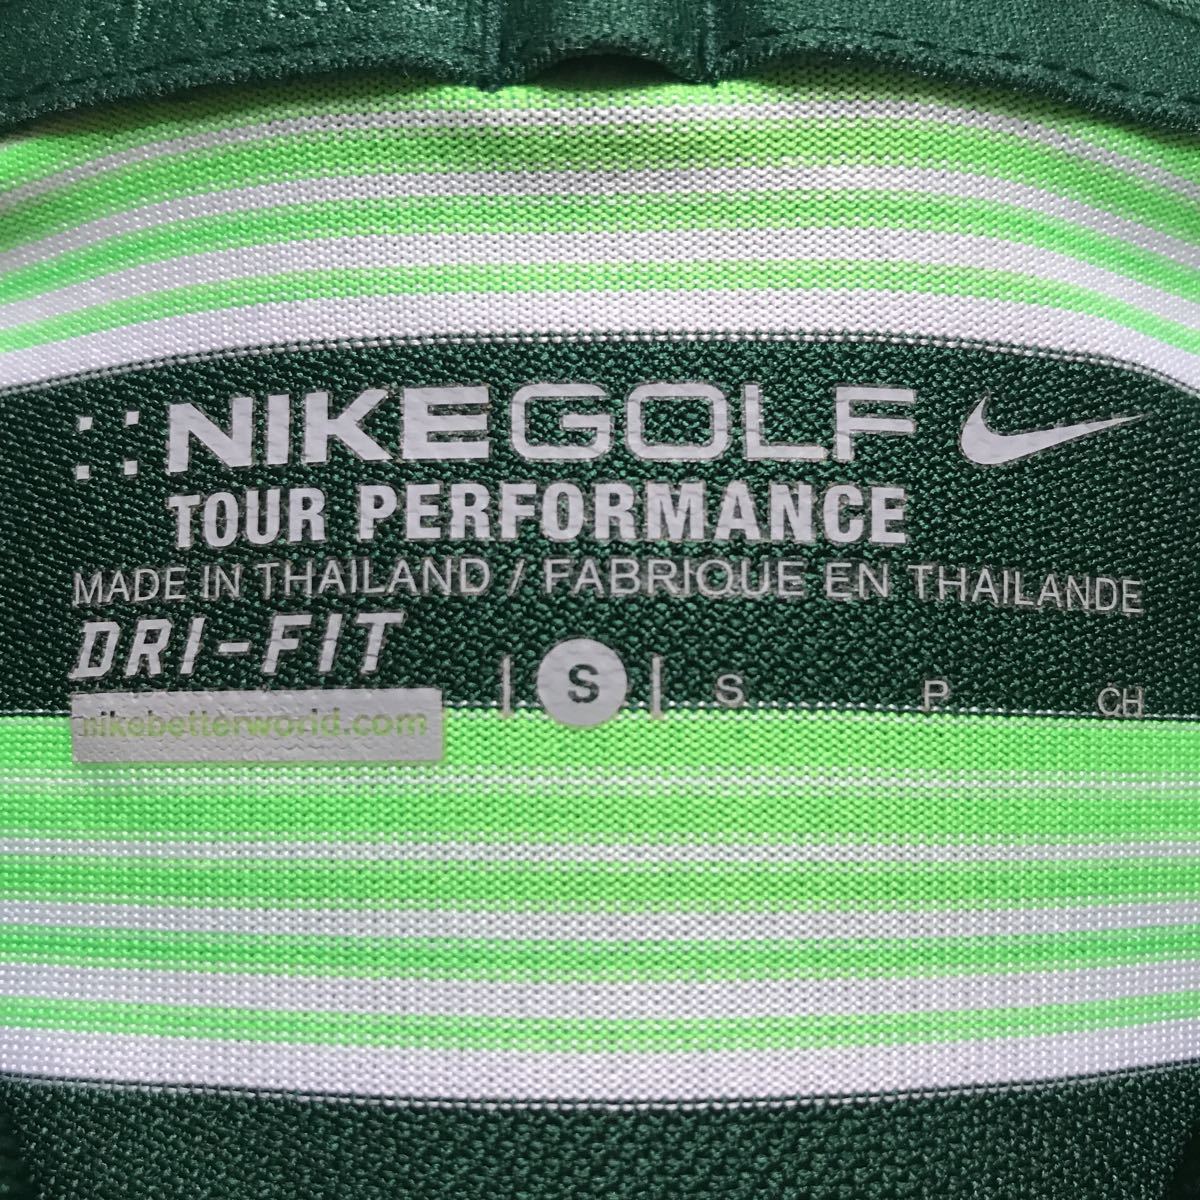 NIKEGOLF
TOUR PERFORMANCE
MADE IN THAILAND / FABRIQUE EN THAILANDE
DRI-FIT
| S | S P CH
nikebetterworld.com